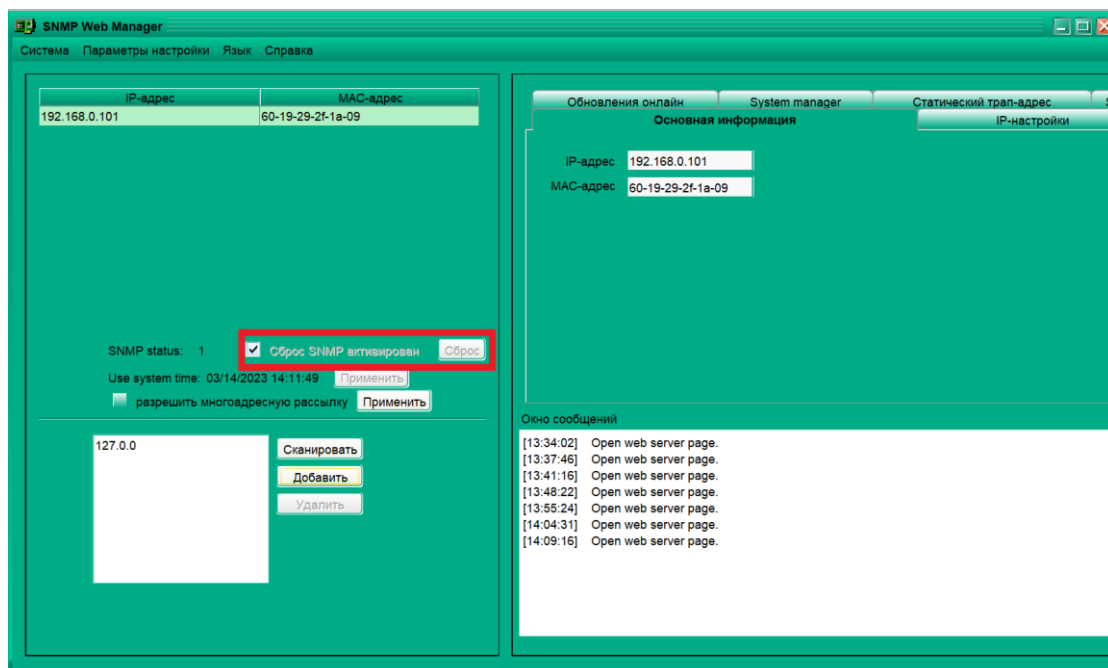 SNMP Web Manager
Система Параметры настройки Язык Справка
IP-адрес MAC-адрес
192.168.0.101 60-19-29-2f-1a-09
SNMP status: 1 Сброс SNMP активирован Сброс
Use system time: 03/14/2023 14:11:49 Применить
разрешить многоадресную рассылку Применить
127.0.0
Сканировать
Добавить
Удалить
Обновления онлайн System manager Статический трап-адрес
Основная информация IP-настройки
IP-адрес 192.168.0.101
MAC-адрес 60-19-29-2f-1a-09
Окно сообщений
[13:34:02] Open web server page.
[13:37:46] Open web server page.
[13:41:16] Open web server page.
[13:48:22] Open web server page.
[13:55:24] Open web server page.
[14:04:31] Open web server page.
[14:09:16] Open web server page.